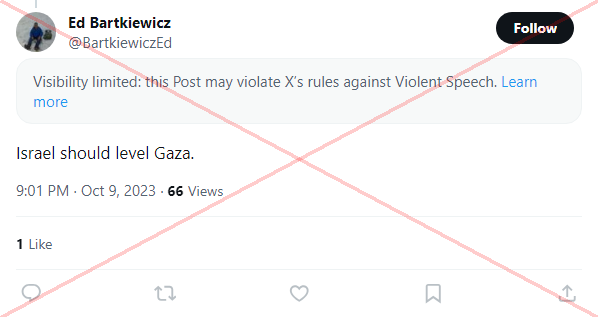 Ed Bartkiewicz
@BartkiewiczEd
Follow
Visibility limited: this Post may violate X's rules against Violent Speech. Learn
more
Israel should level Gaza.
9:01 PM · Oct 9, 2023 · 66 Views
1 Like